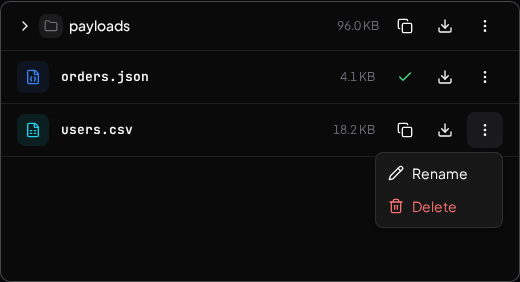 payloads 96.0 KB
orders.json 4.1 KB
users.csv 18.2 KB
Rename
Delete